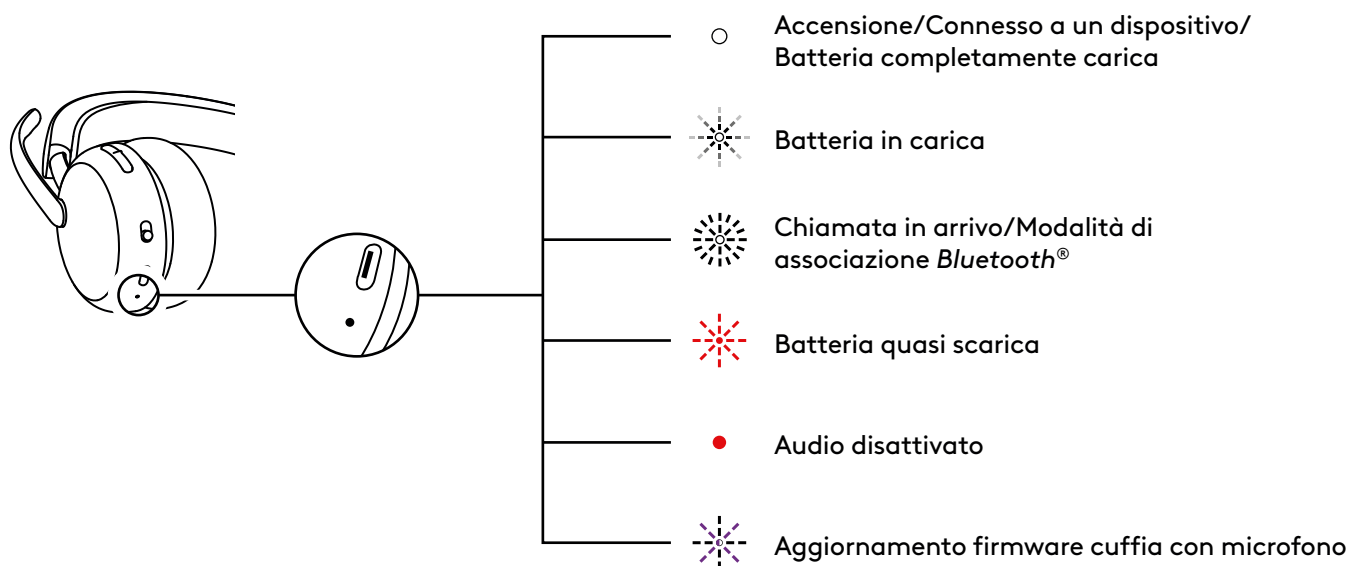 Accensione/Connesso a un dispositivo/
Batteria completamente carica
Batteria in carica
Chiamata in arrivo/Modalità di
associazione Bluetooth®
Batteria quasi scarica
Audio disattivato
Aggiornamento firmware cuffia con microfono